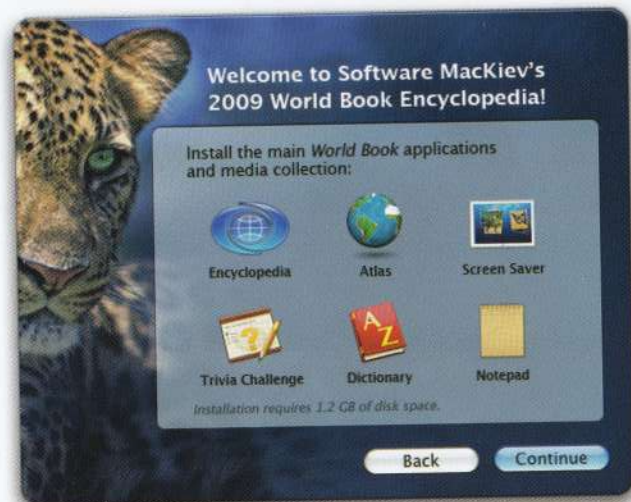 Welcome to Software MacKiev's
2009 World Book Encyclopedia!
Install the main World Book applications
and media collection:
Encyclopedia
Atlas
Screen Saver
A
Z
?
Trivia Challenge
Dictionary
Notepad
Installation requires 1.2 GB of disk space.
Back
Continue